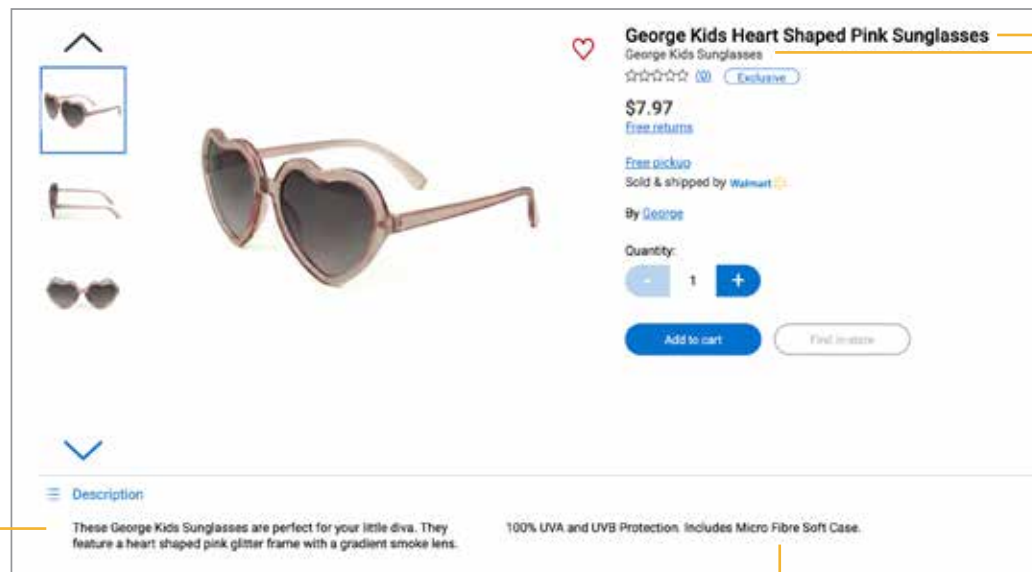 George Kids Heart Shaped Pink Sunglasses
George Kids Sunglasses
(0) Exclusive
$7.97
Free returns
Free pickup
Sold & shipped by Walmart
By George
Quantity:
- 1 +
Add to cart Find in-store
Description
These George Kids Sunglasses are perfect for your little diva. They
feature a heart shaped pink glitter frame with a gradient smoke lens.
100% UVA and UVB Protection. Includes Micro Fibre Soft Case.